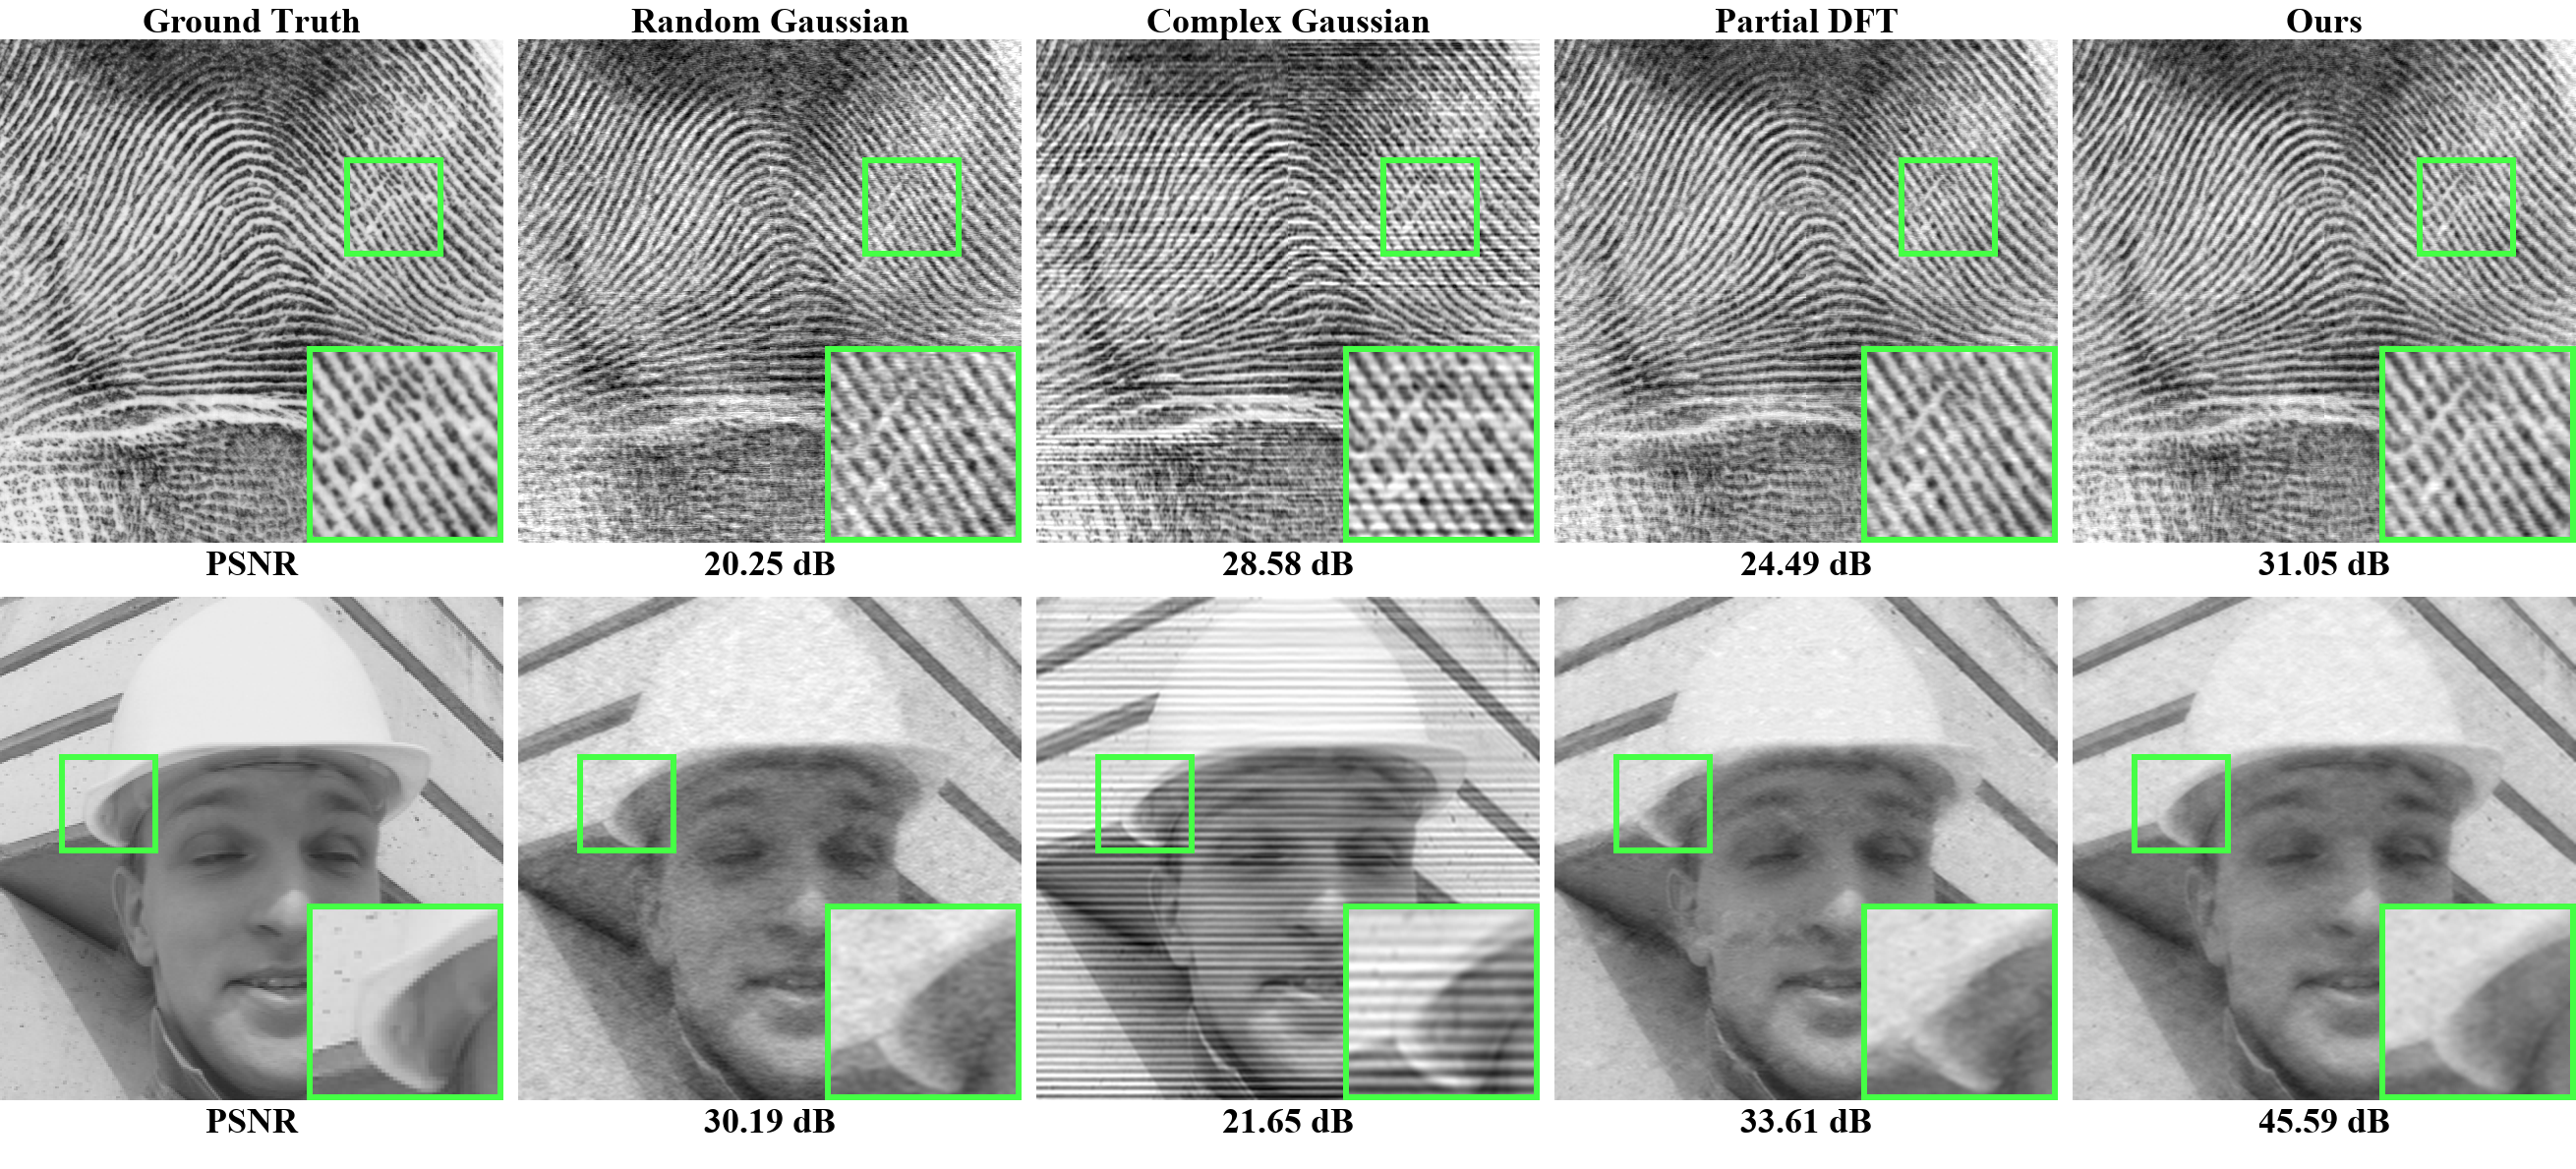 Ground Truth Random Gaussian Complex Gaussian Partial DFT Ours
PSNR 20.25 dB 28.58 dB 24.49 dB 31.05 dB
PSNR 30.19 dB 21.65 dB 33.61 dB 45.59 dB